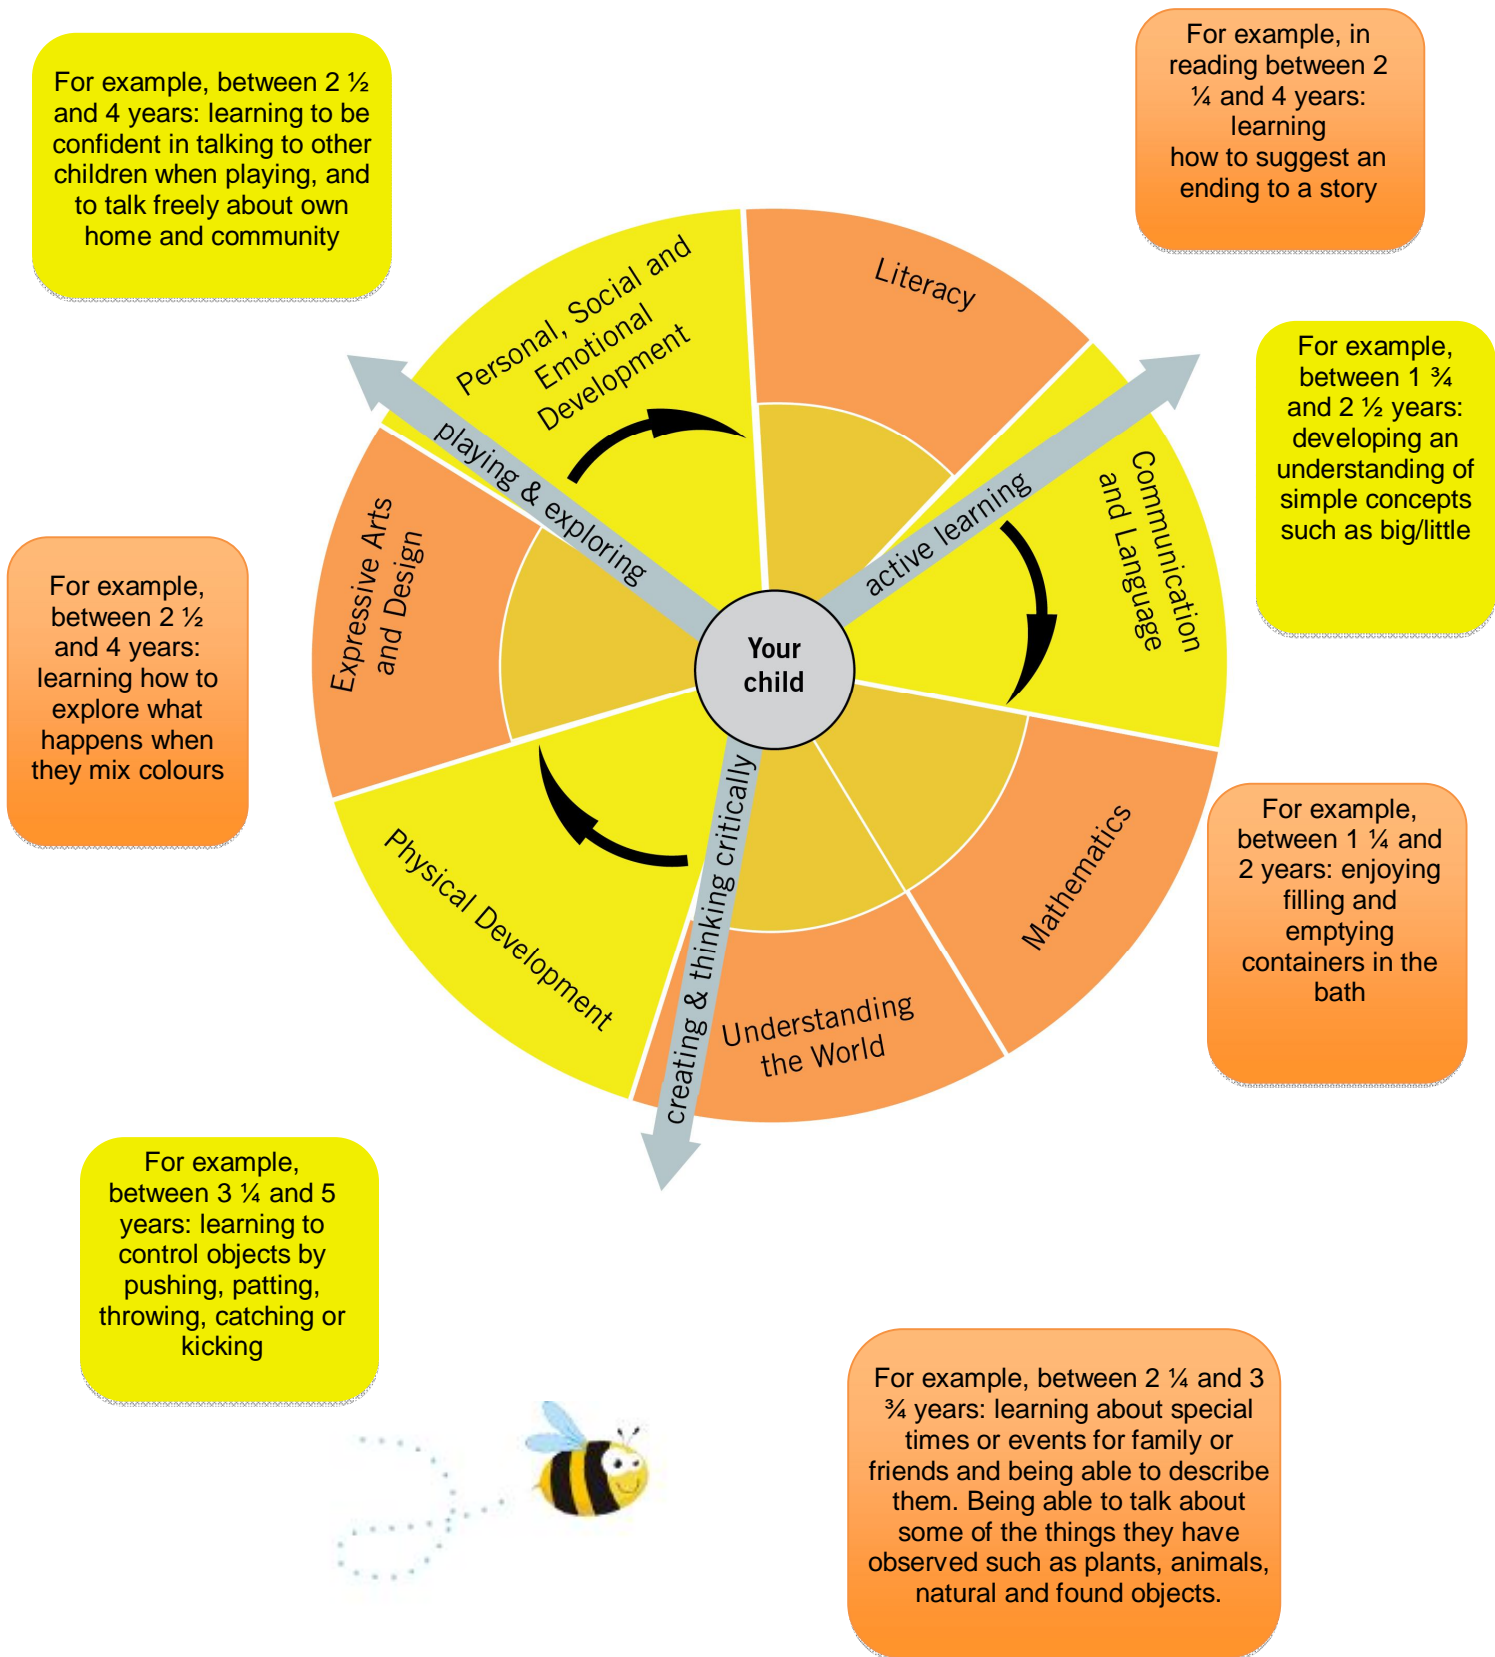 For example, between 2 ½
and 4 years: learning to be
confident in talking to other
children when playing, and
to talk freely about own
home and community
For example, in
reading between 2
¼ and 4 years:
learning
how to suggest an
ending to a story
Personal, Social and
Emotional
Development
Literacy
For example,
between 1 ¾
and 2 ½ years:
developing an
understanding of
simple concepts
such as big/little
playing & exploring
active learning
Communication
and Language
Expressive Arts
and Design
For example,
between 2 ½
and 4 years:
learning how to
explore what
happens when
they mix colours
Your
child
creating & thinking critically
Physical Development
Mathematics
For example,
between 1 ¼ and
2 years: enjoying
filling and
emptying
containers in the
bath
Understanding
the World
For example,
between 3 ¼ and 5
years: learning to
control objects by
pushing, patting,
throwing, catching or
kicking
For example, between 2 ¼ and 3
¾ years: learning about special
times or events for family or
friends and being able to describe
them. Being able to talk about
some of the things they have
observed such as plants, animals,
natural and found objects.